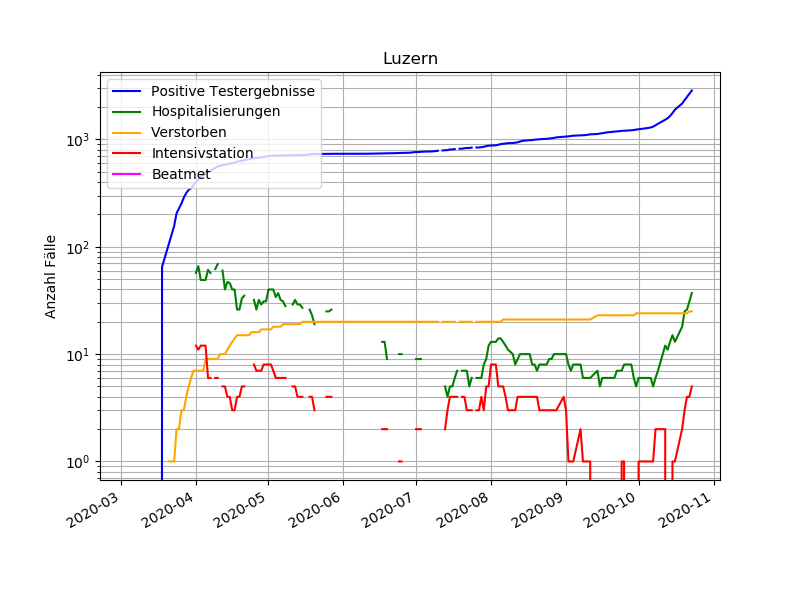 Luzern
Positive Testergebnisse
Hospitalisierungen
Verstorben
Intensivstation
Beatmet
Anzahl Fälle
10³
10²
10¹
10⁰
2020-03
2020-04
2020-05
2020-06
2020-07
2020-08
2020-09
2020-10
2020-11